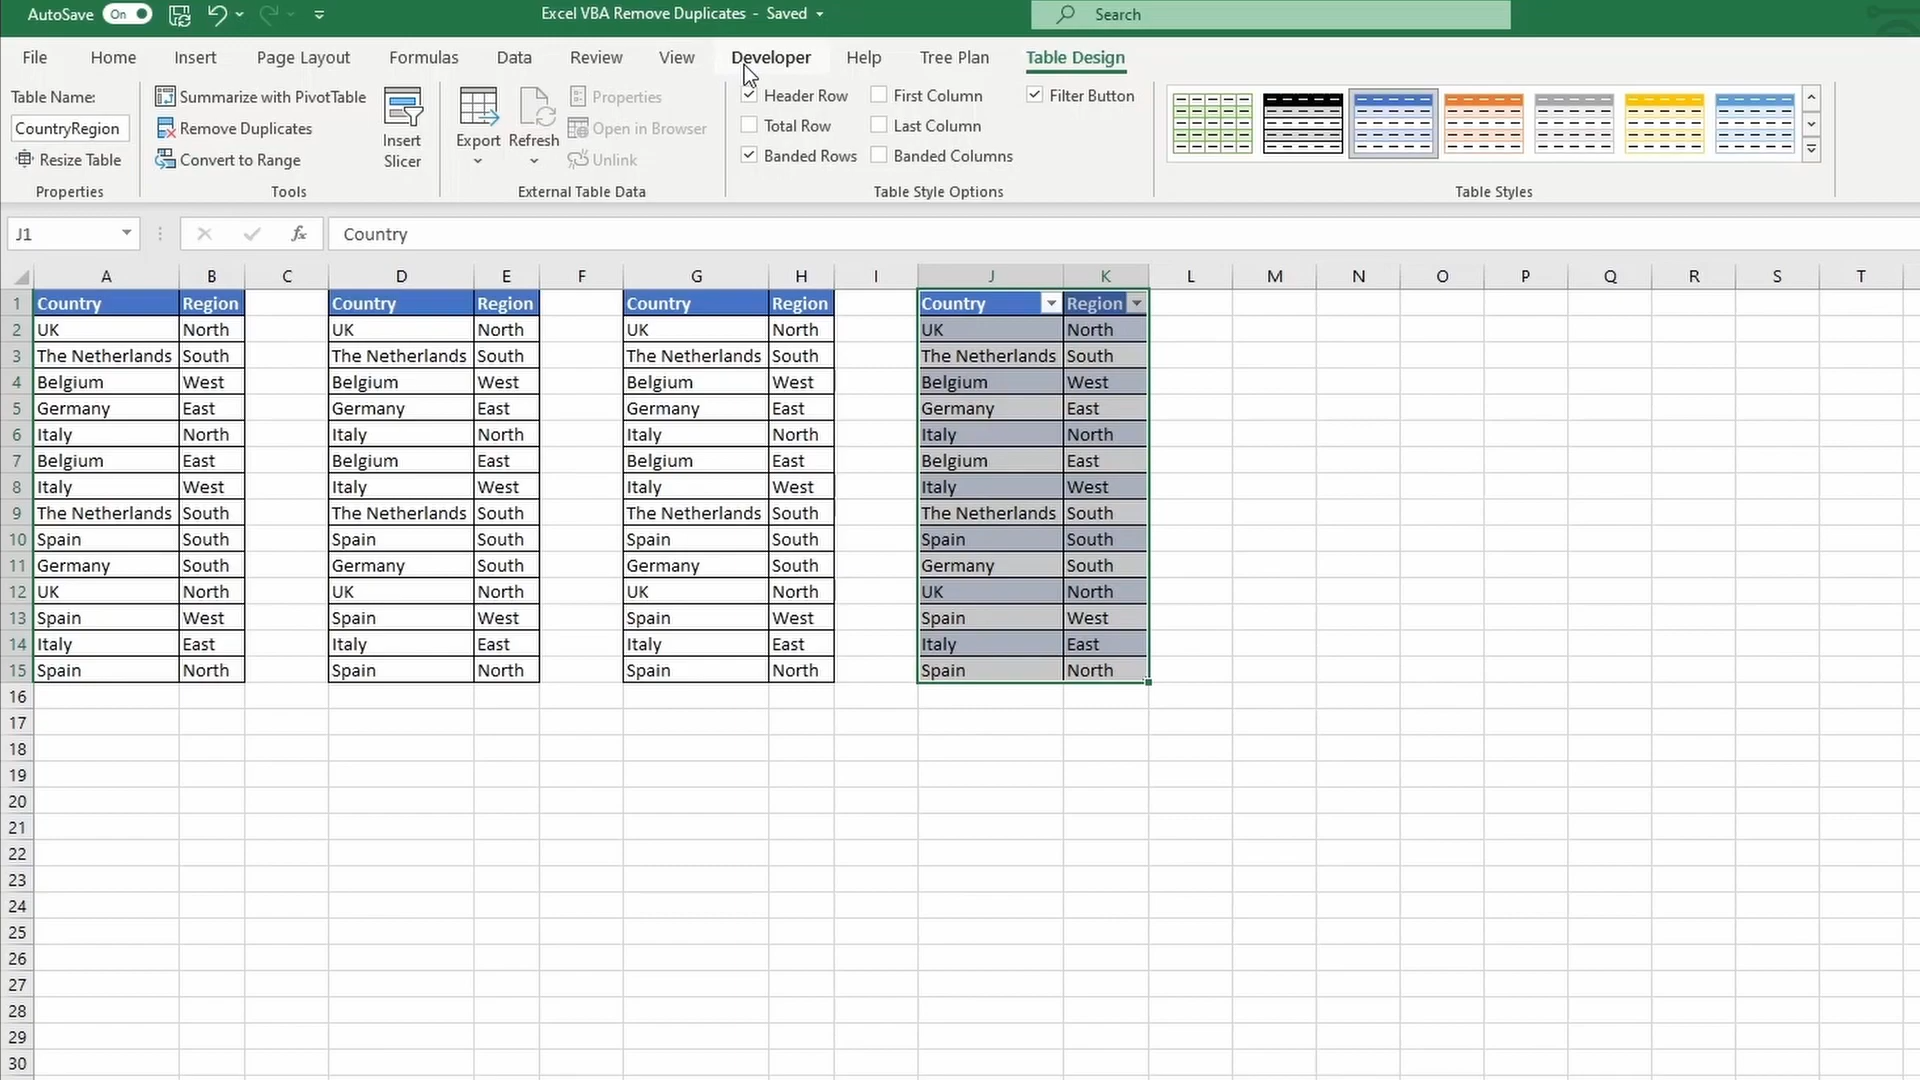 AutoSave On Excel VBA Remove Duplicates - Saved Search
File Home Insert Page Layout Formulas Data Review View Developer Help Tree Plan Table Design
Table Name:
CountryRegion
Resize Table
Properties
Summarize with PivotTable
Remove Duplicates
Convert to Range
Insert
Slicer
Tools
Export
Refresh
Properties
Open in Browser
Unlink
External Table Data
Header Row First Column Filter Button
Total Row Last Column
Banded Rows Banded Columns
Table Style Options
Table Styles
J1 fx Country
A B C D E F G H I J K L M N O P Q R S T
1 Country Region Country Region Country Region Country Region
2 UK North UK North UK North UK North
3 The Netherlands South The Netherlands South The Netherlands South The Netherlands South
4 Belgium West Belgium West Belgium West Belgium West
5 Germany East Germany East Germany East Germany East
6 Italy North Italy North Italy North Italy North
7 Belgium East Belgium East Belgium East Belgium East
8 Italy West Italy West Italy West Italy West
9 The Netherlands South The Netherlands South The Netherlands South The Netherlands South
10 Spain South Spain South Spain South Spain South
11 Germany South Germany South Germany South Germany South
12 UK North UK North UK North UK North
13 Spain West Spain West Spain West Spain West
14 Italy East Italy East Italy East Italy East
15 Spain North Spain North Spain North Spain North
16
17
18
19
20
21
22
23
24
25
26
27
28
29
30